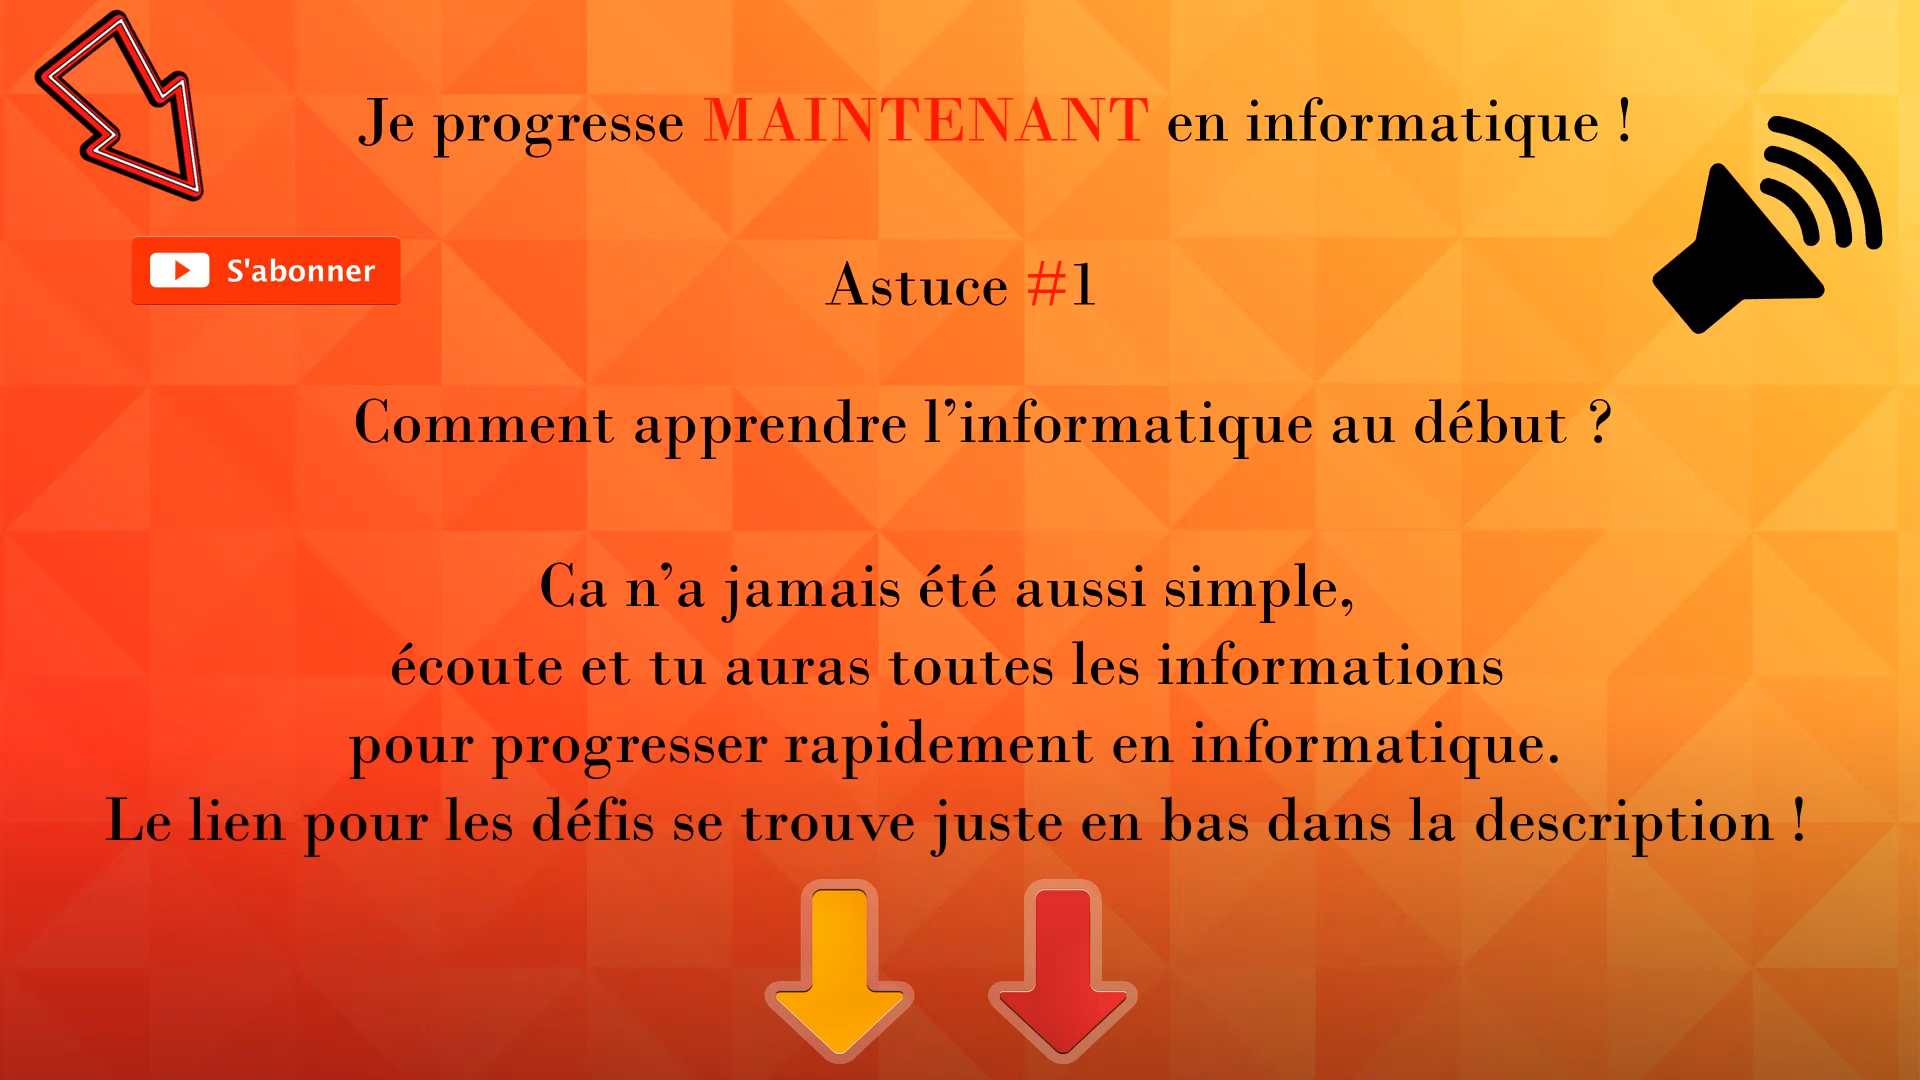 Je progresse MAINTENANT en informatique !
S'abonner
Astuce #1
Comment apprendre l’informatique au début ?
Ca n’a jamais été aussi simple,
écoute et tu auras toutes les informations
pour progresser rapidement en informatique.
Le lien pour les défis se trouve juste en bas dans la description !